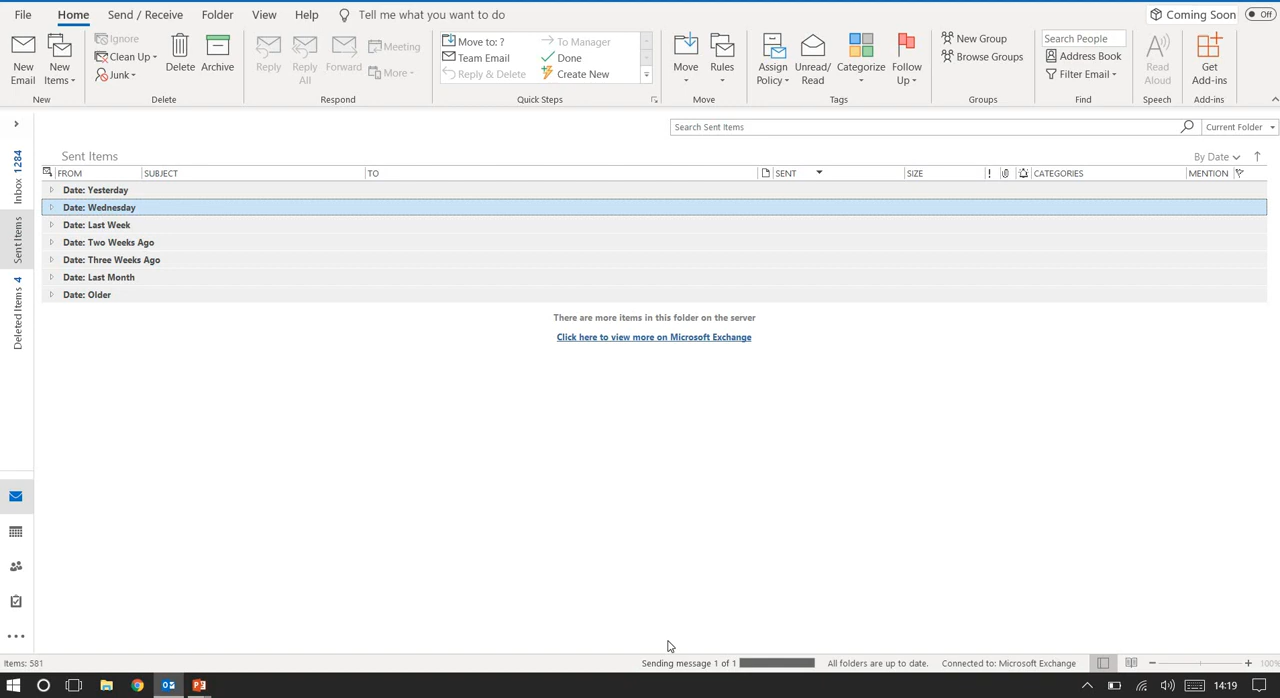 File Home Send / Receive Folder View Help Tell me what you want to do Coming Soon Off
New Email
New Items
Ignore
Clean Up
Junk
Delete
Archive
Reply
Reply All
Forward
Meeting
More
Move to: ?
Team Email
Reply & Delete
To Manager
Done
Create New
Move
Rules
Assign Policy
Unread/ Read
Categorize
Follow Up
New Group
Browse Groups
Search People
Address Book
Filter Email
Read Aloud
Get Add-ins
New Delete Respond Quick Steps Move Tags Groups Find Speech Add-ins
Search Sent Items Current Folder
Inbox 1284
Sent Items
Deleted Items 4
Sent Items By Date
FROM SUBJECT TO SENT SIZE ! CATEGORIES MENTION
Date: Yesterday
Date: Wednesday
Date: Last Week
Date: Two Weeks Ago
Date: Three Weeks Ago
Date: Last Month
Date: Older
There are more items in this folder on the server
Click here to view more on Microsoft Exchange
Items: 581 Sending message 1 of 1 All folders are up to date. Connected to: Microsoft Exchange 100%
14:19